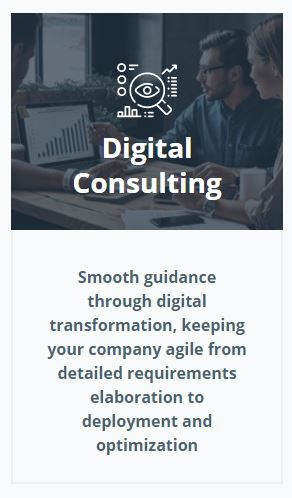 Digital
Consulting
Smooth guidance
through digital
transformation, keeping
your company agile from
detailed requirements
elaboration to
deployment and
optimization